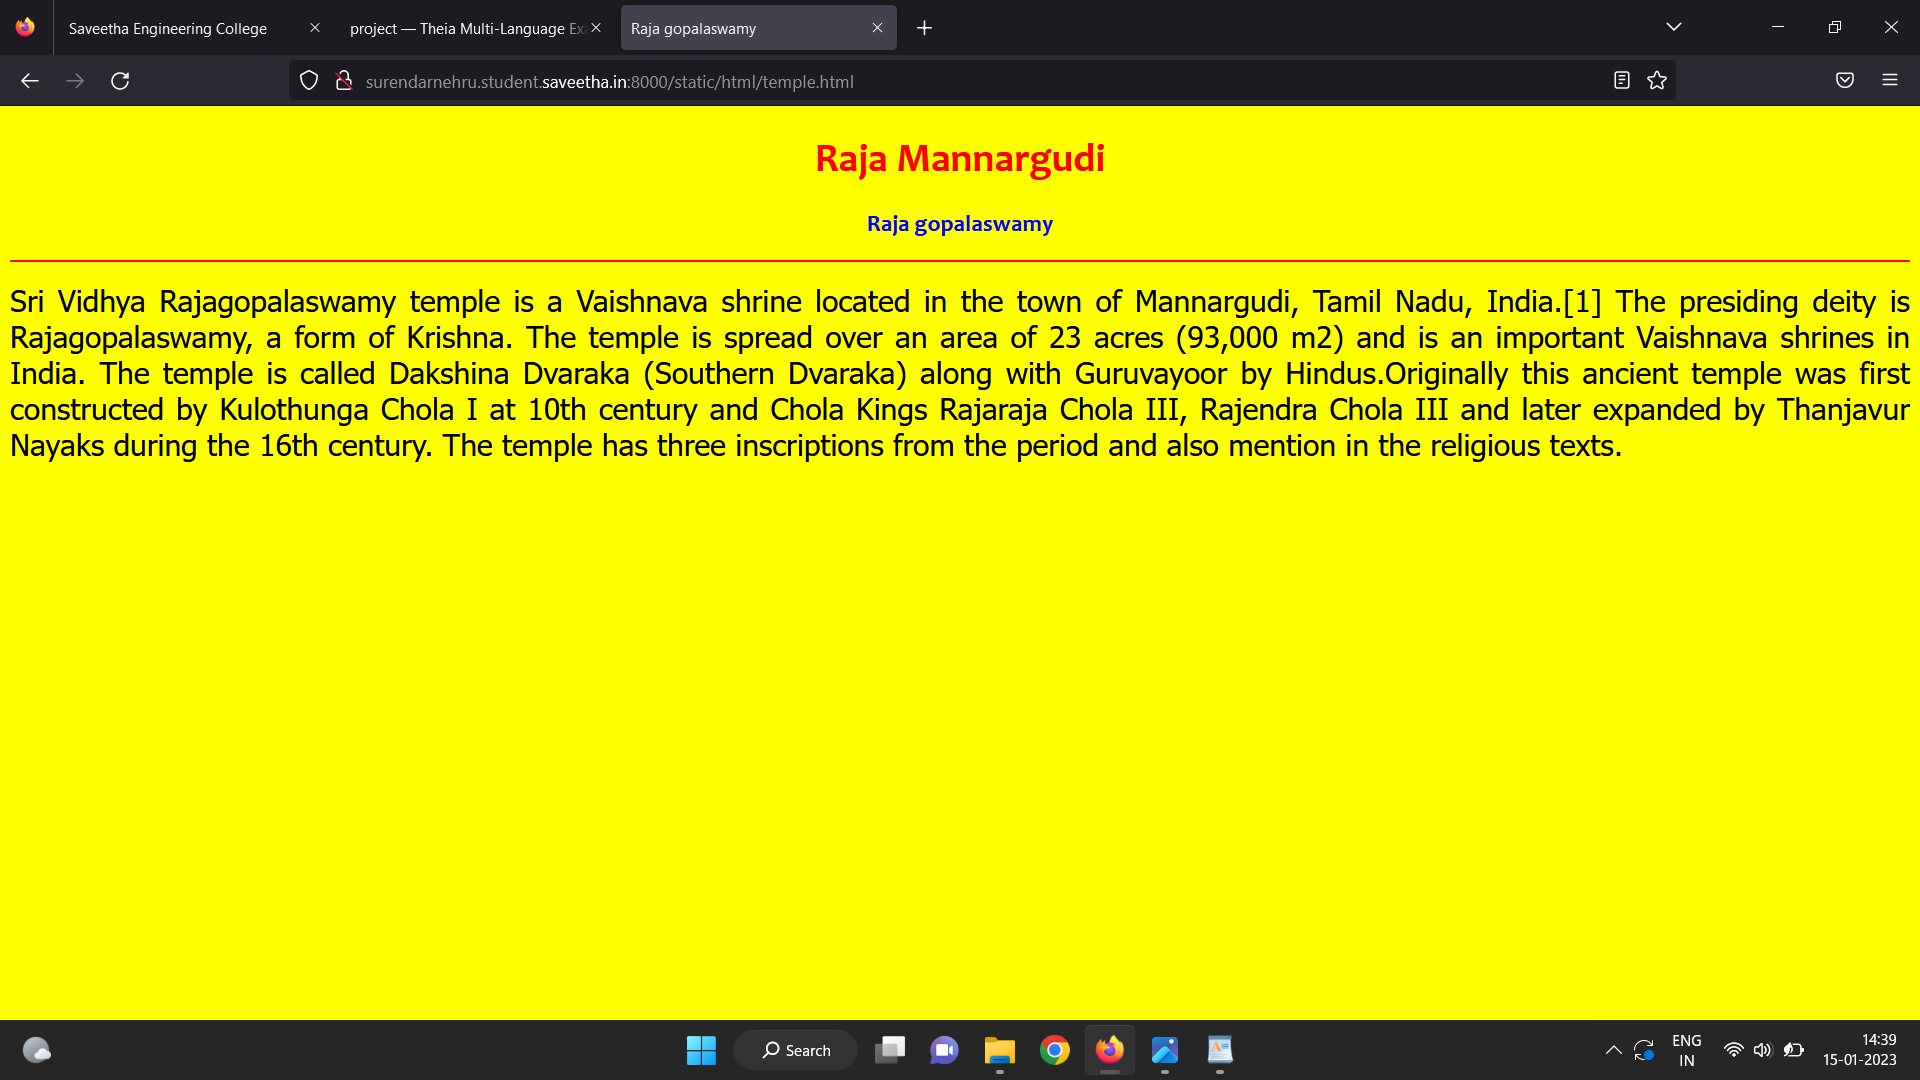 Saveetha Engineering College
project — Theia Multi-Language Ex
Raja gopalaswamy
surendarnehru.student.saveetha.in:8000/static/html/temple.html
Raja Mannargudi
Raja gopalaswamy
Sri Vidhya Rajagopalaswamy temple is a Vaishnava shrine located in the town of Mannargudi, Tamil Nadu, India.[1] The presiding deity is
Rajagopalaswamy, a form of Krishna. The temple is spread over an area of 23 acres (93,000 m2) and is an important Vaishnava shrines in
India. The temple is called Dakshina Dvaraka (Southern Dvaraka) along with Guruvayoor by Hindus.Originally this ancient temple was first
constructed by Kulothunga Chola I at 10th century and Chola Kings Rajaraja Chola III, Rajendra Chola III and later expanded by Thanjavur
Nayaks during the 16th century. The temple has three inscriptions from the period and also mention in the religious texts.
Search
ENG
IN
14:39
15-01-2023